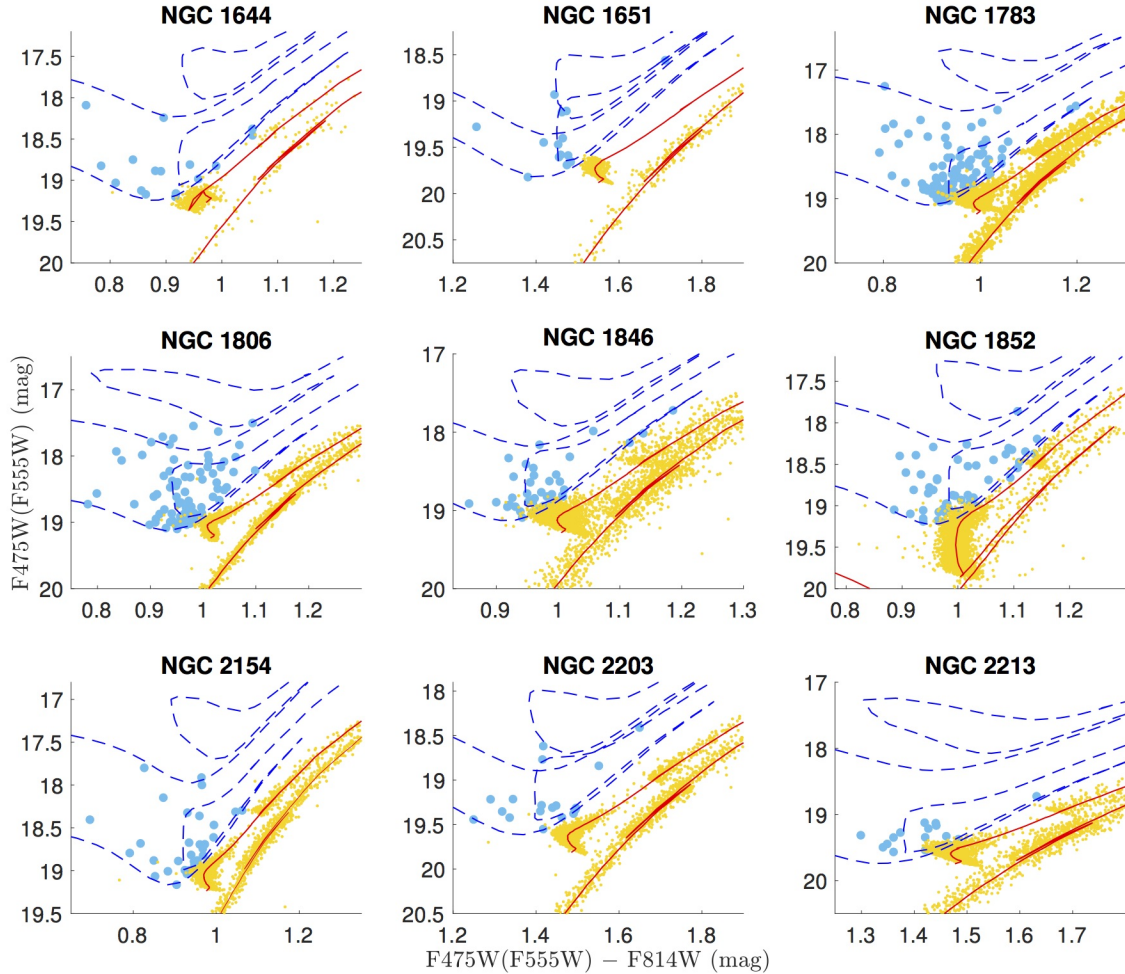 NGC 1644
NGC 1651
NGC 1783
17.5
18
18.5
19
19.5
20
0.8 0.9 1 1.1 1.2
18.5
19
19.5
20
20.5
1.2 1.4 1.6 1.8
17
18
19
20
0.8 1 1.2
NGC 1806
NGC 1846
NGC 1852
F475W(F555W) (mag)
17
18
19
20
0.8 0.9 1 1.1 1.2
17
18
19
20
0.9 1 1.1 1.2 1.3
17.5
18
18.5
19
19.5
20
0.8 0.9 1 1.1 1.2
NGC 2154
NGC 2203
NGC 2213
17
17.5
18
18.5
19
19.5
0.8 1 1.2
18
18.5
19
19.5
20
20.5
1.2 1.4 1.6 1.8
17
18
19
20
1.3 1.4 1.5 1.6 1.7
F475W(F555W) − F814W (mag)